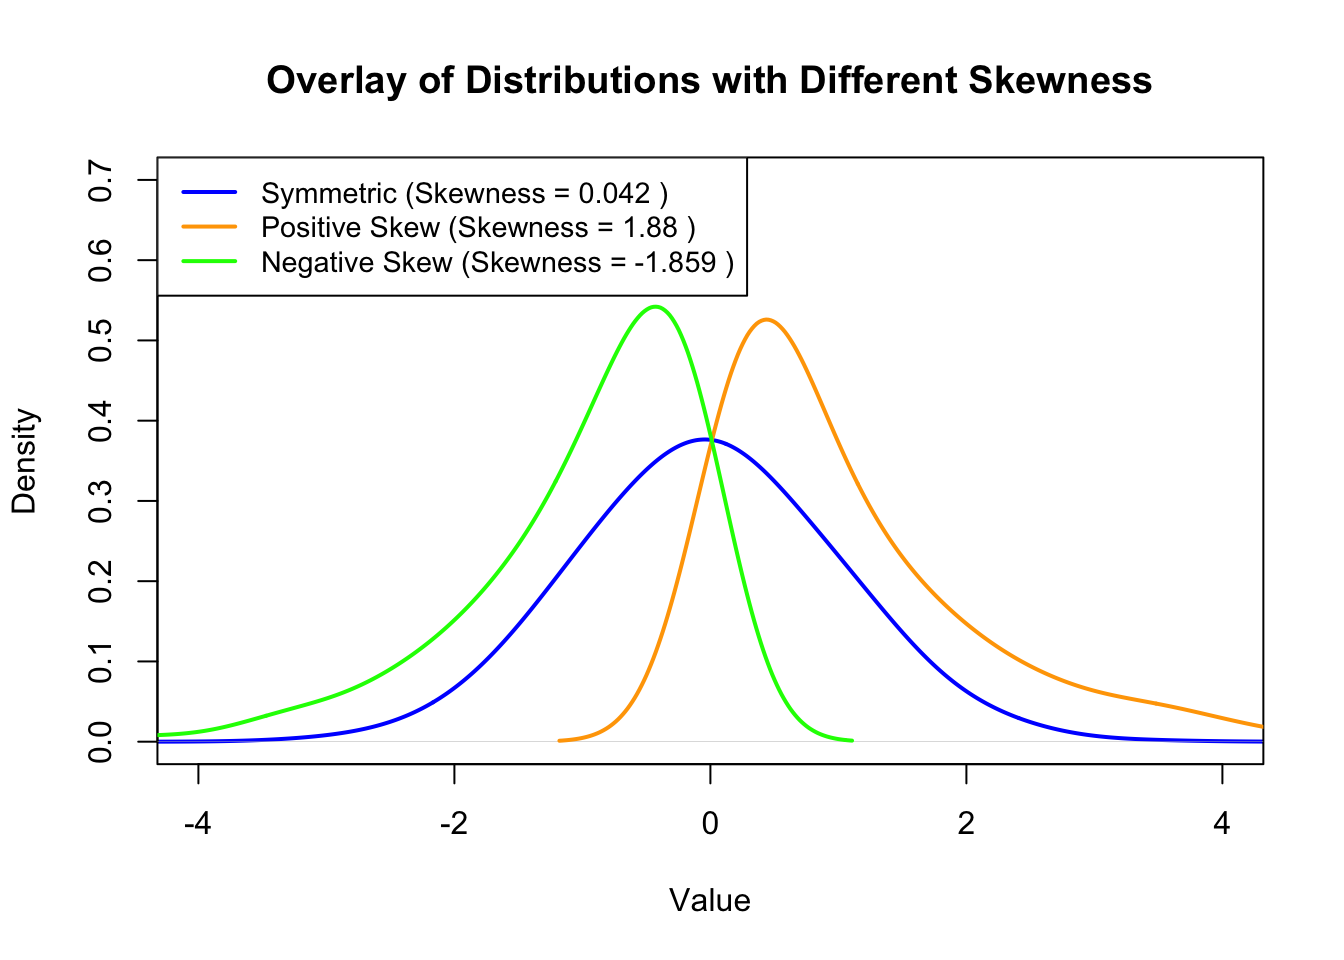 Overlay of Distributions with Different Skewness
Symmetric (Skewness = 0.042 )
Positive Skew (Skewness = 1.88 )
Negative Skew (Skewness = -1.859 )
Density
0.7
0.6
0.5
0.4
0.3
0.2
0.1
0.0
-4
-2
0
2
4
Value